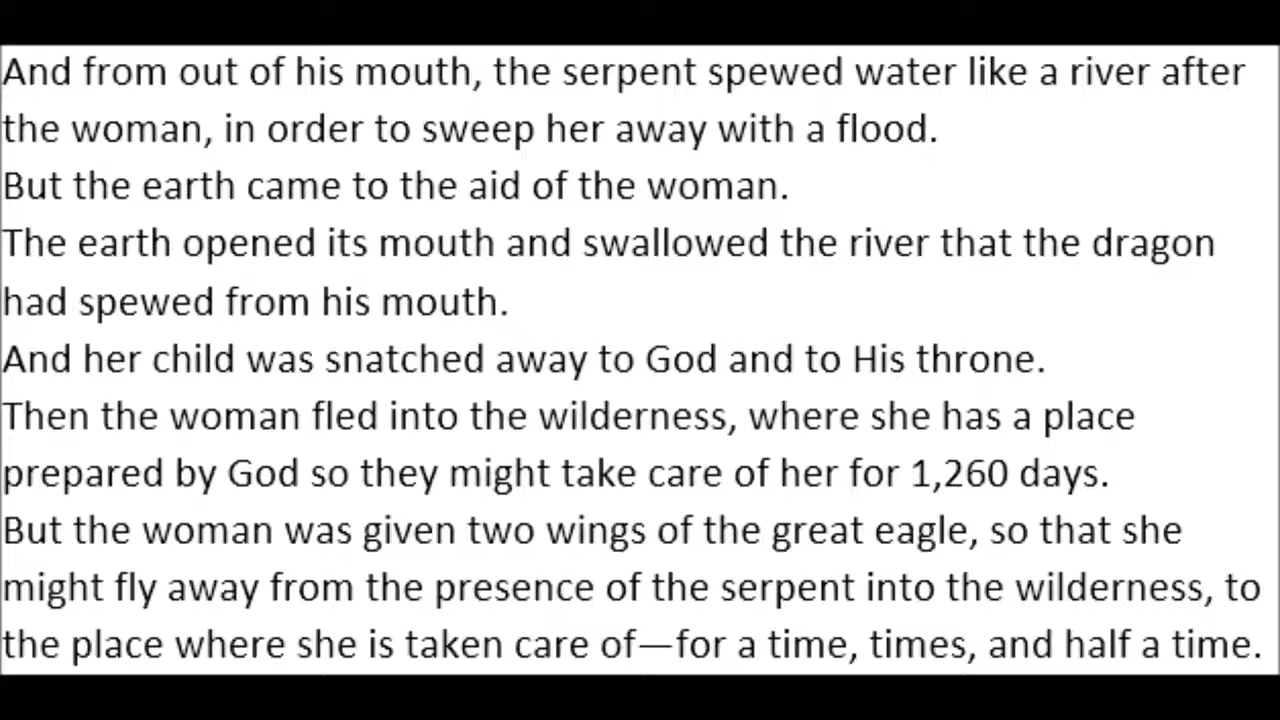 And from out of his mouth, the serpent spewed water like a river after
the woman, in order to sweep her away with a flood.
But the earth came to the aid of the woman.
The earth opened its mouth and swallowed the river that the dragon
had spewed from his mouth.
And her child was snatched away to God and to His throne.
Then the woman fled into the wilderness, where she has a place
prepared by God so they might take care of her for 1,260 days.
But the woman was given two wings of the great eagle, so that she
might fly away from the presence of the serpent into the wilderness, to
the place where she is taken care of—for a time, times, and half a time.